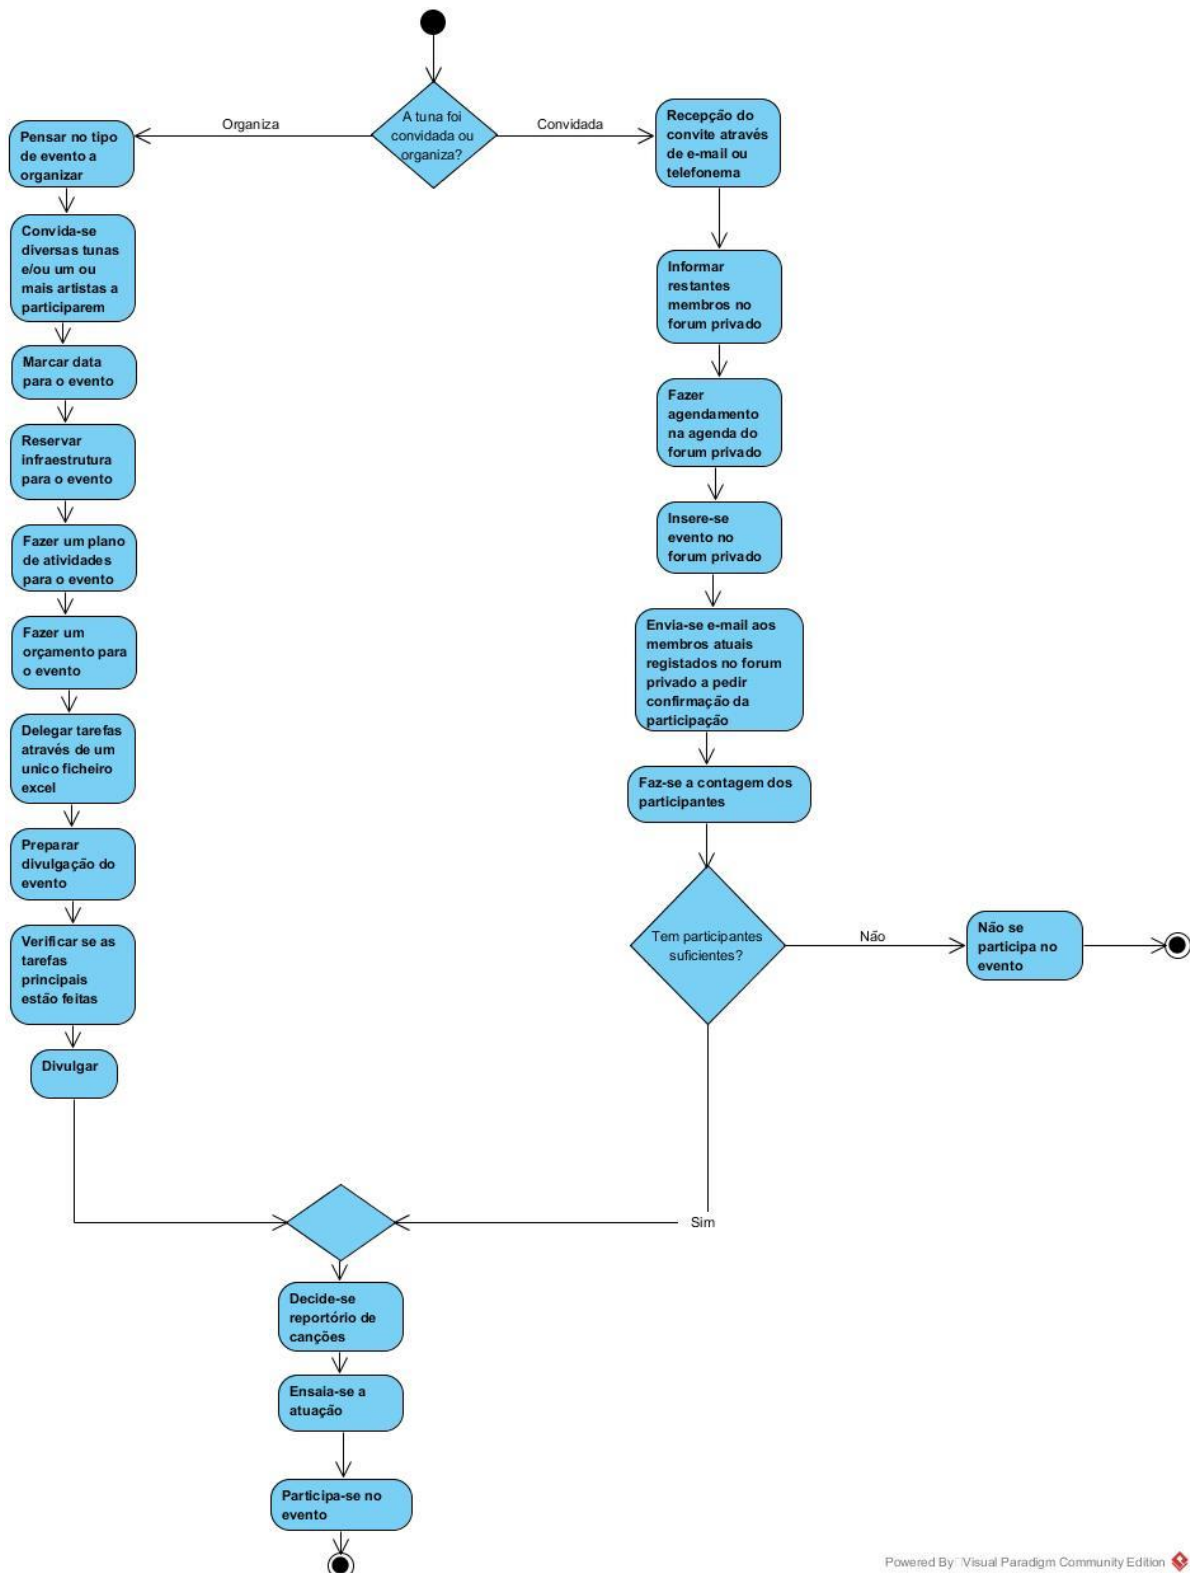 A tuna foi
convidada ou
organiza?
Organiza
Convidada
Pensar no tipo
de evento a
organizar
Convida-se
diversas tunas
e/ou um ou
mais artistas a
participarem
Marcar data
para o evento
Reservar
infraestrutura
para o evento
Fazer um plano
de atividades
para o evento
Fazer um
orçamento para
o evento
Delegar tarefas
através de um
unico ficheiro
excel
Preparar
divulgação do
evento
Verificar se as
tarefas
principais
estão feitas
Divulgar
Recepção do
convite através
de e-mail ou
telefonema
Informar
restantes
membros no
forum privado
Fazer
agendamento
na agenda do
forum privado
Insere-se
evento no
forum privado
Envia-se e-mail aos
membros atuais
registados no forum
privado a pedir
confirmação da
participação
Faz-se a contagem dos
participantes
Tem participantes
suficientes?
Não
Não se
participa no
evento
Sim
Decide-se
reportório de
canções
Ensaia-se a
atuação
Participa-se no
evento
Powered By Visual Paradigm Community Edition